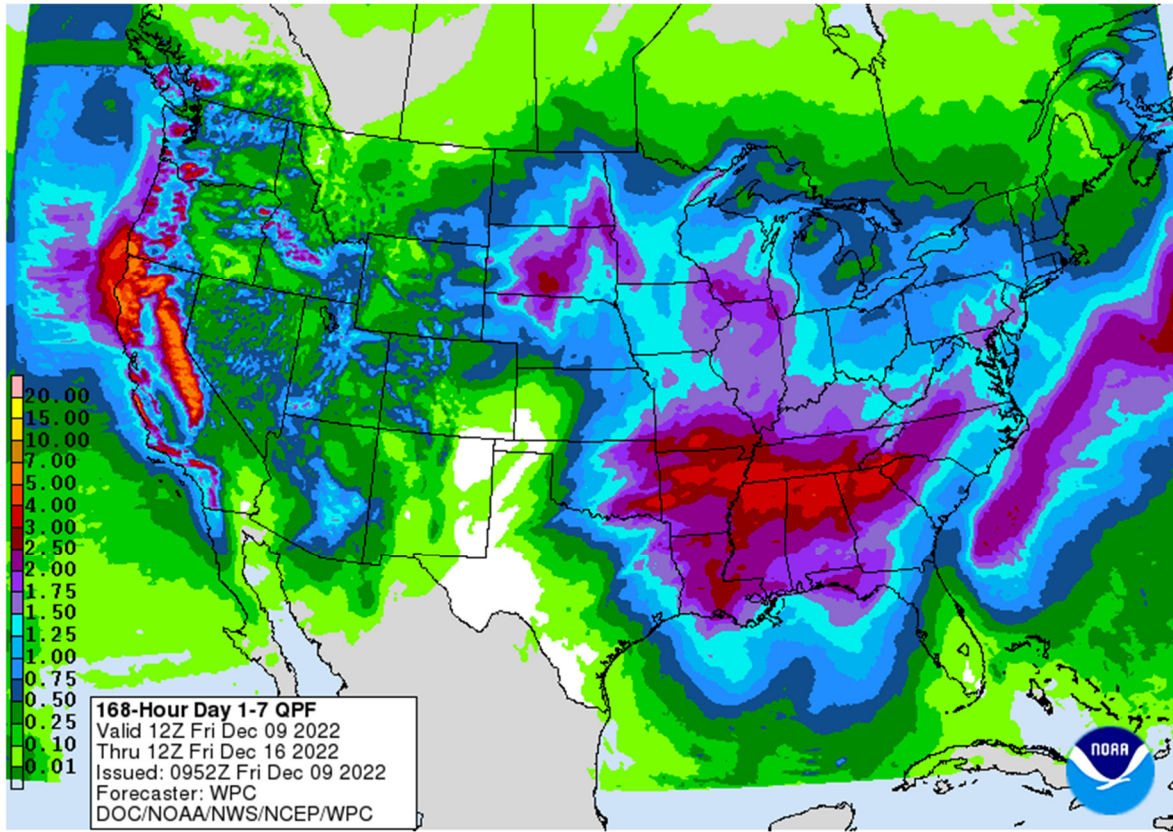 20.00
15.00
10.00
7.00
5.00
4.00
3.00
2.50
2.00
1.75
1.50
1.25
1.00
0.75
0.50
0.25
0.10
0.01
168-Hour Day 1-7 QPF
Valid 12Z Fri Dec 09 2022
Thru 12Z Fri Dec 16 2022
Issued: 0952Z Fri Dec 09 2022
Forecaster: WPC
DOC/NOAA/NWS/NCEP/WPC
NOAA